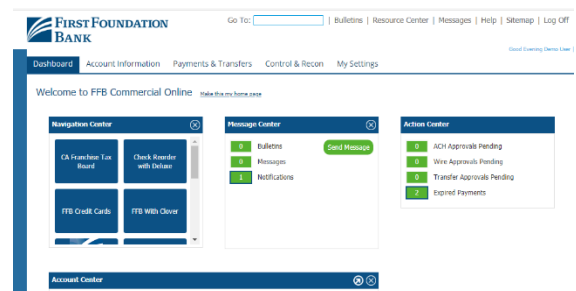 FIRST FOUNDATION
BANK
Go To: | Bulletins | Resource Center | Messages | Help | Sitemap | Log Off
Good Evening Demo User |
Dashboard Account Information Payments & Transfers Control & Recon My Settings
Welcome to FFB Commercial Online Make this my home page
Navigation Center
CA Franchise Tax
Board
Check Reorder
with Deluxe
FFB Credit Cards
FFB With Clover
Message Center
0 Bulletins
0 Messages
1 Notifications
Send Message
Action Center
0 ACH Approvals Pending
0 Wire Approvals Pending
0 Transfer Approvals Pending
2 Expired Payments
Account Center